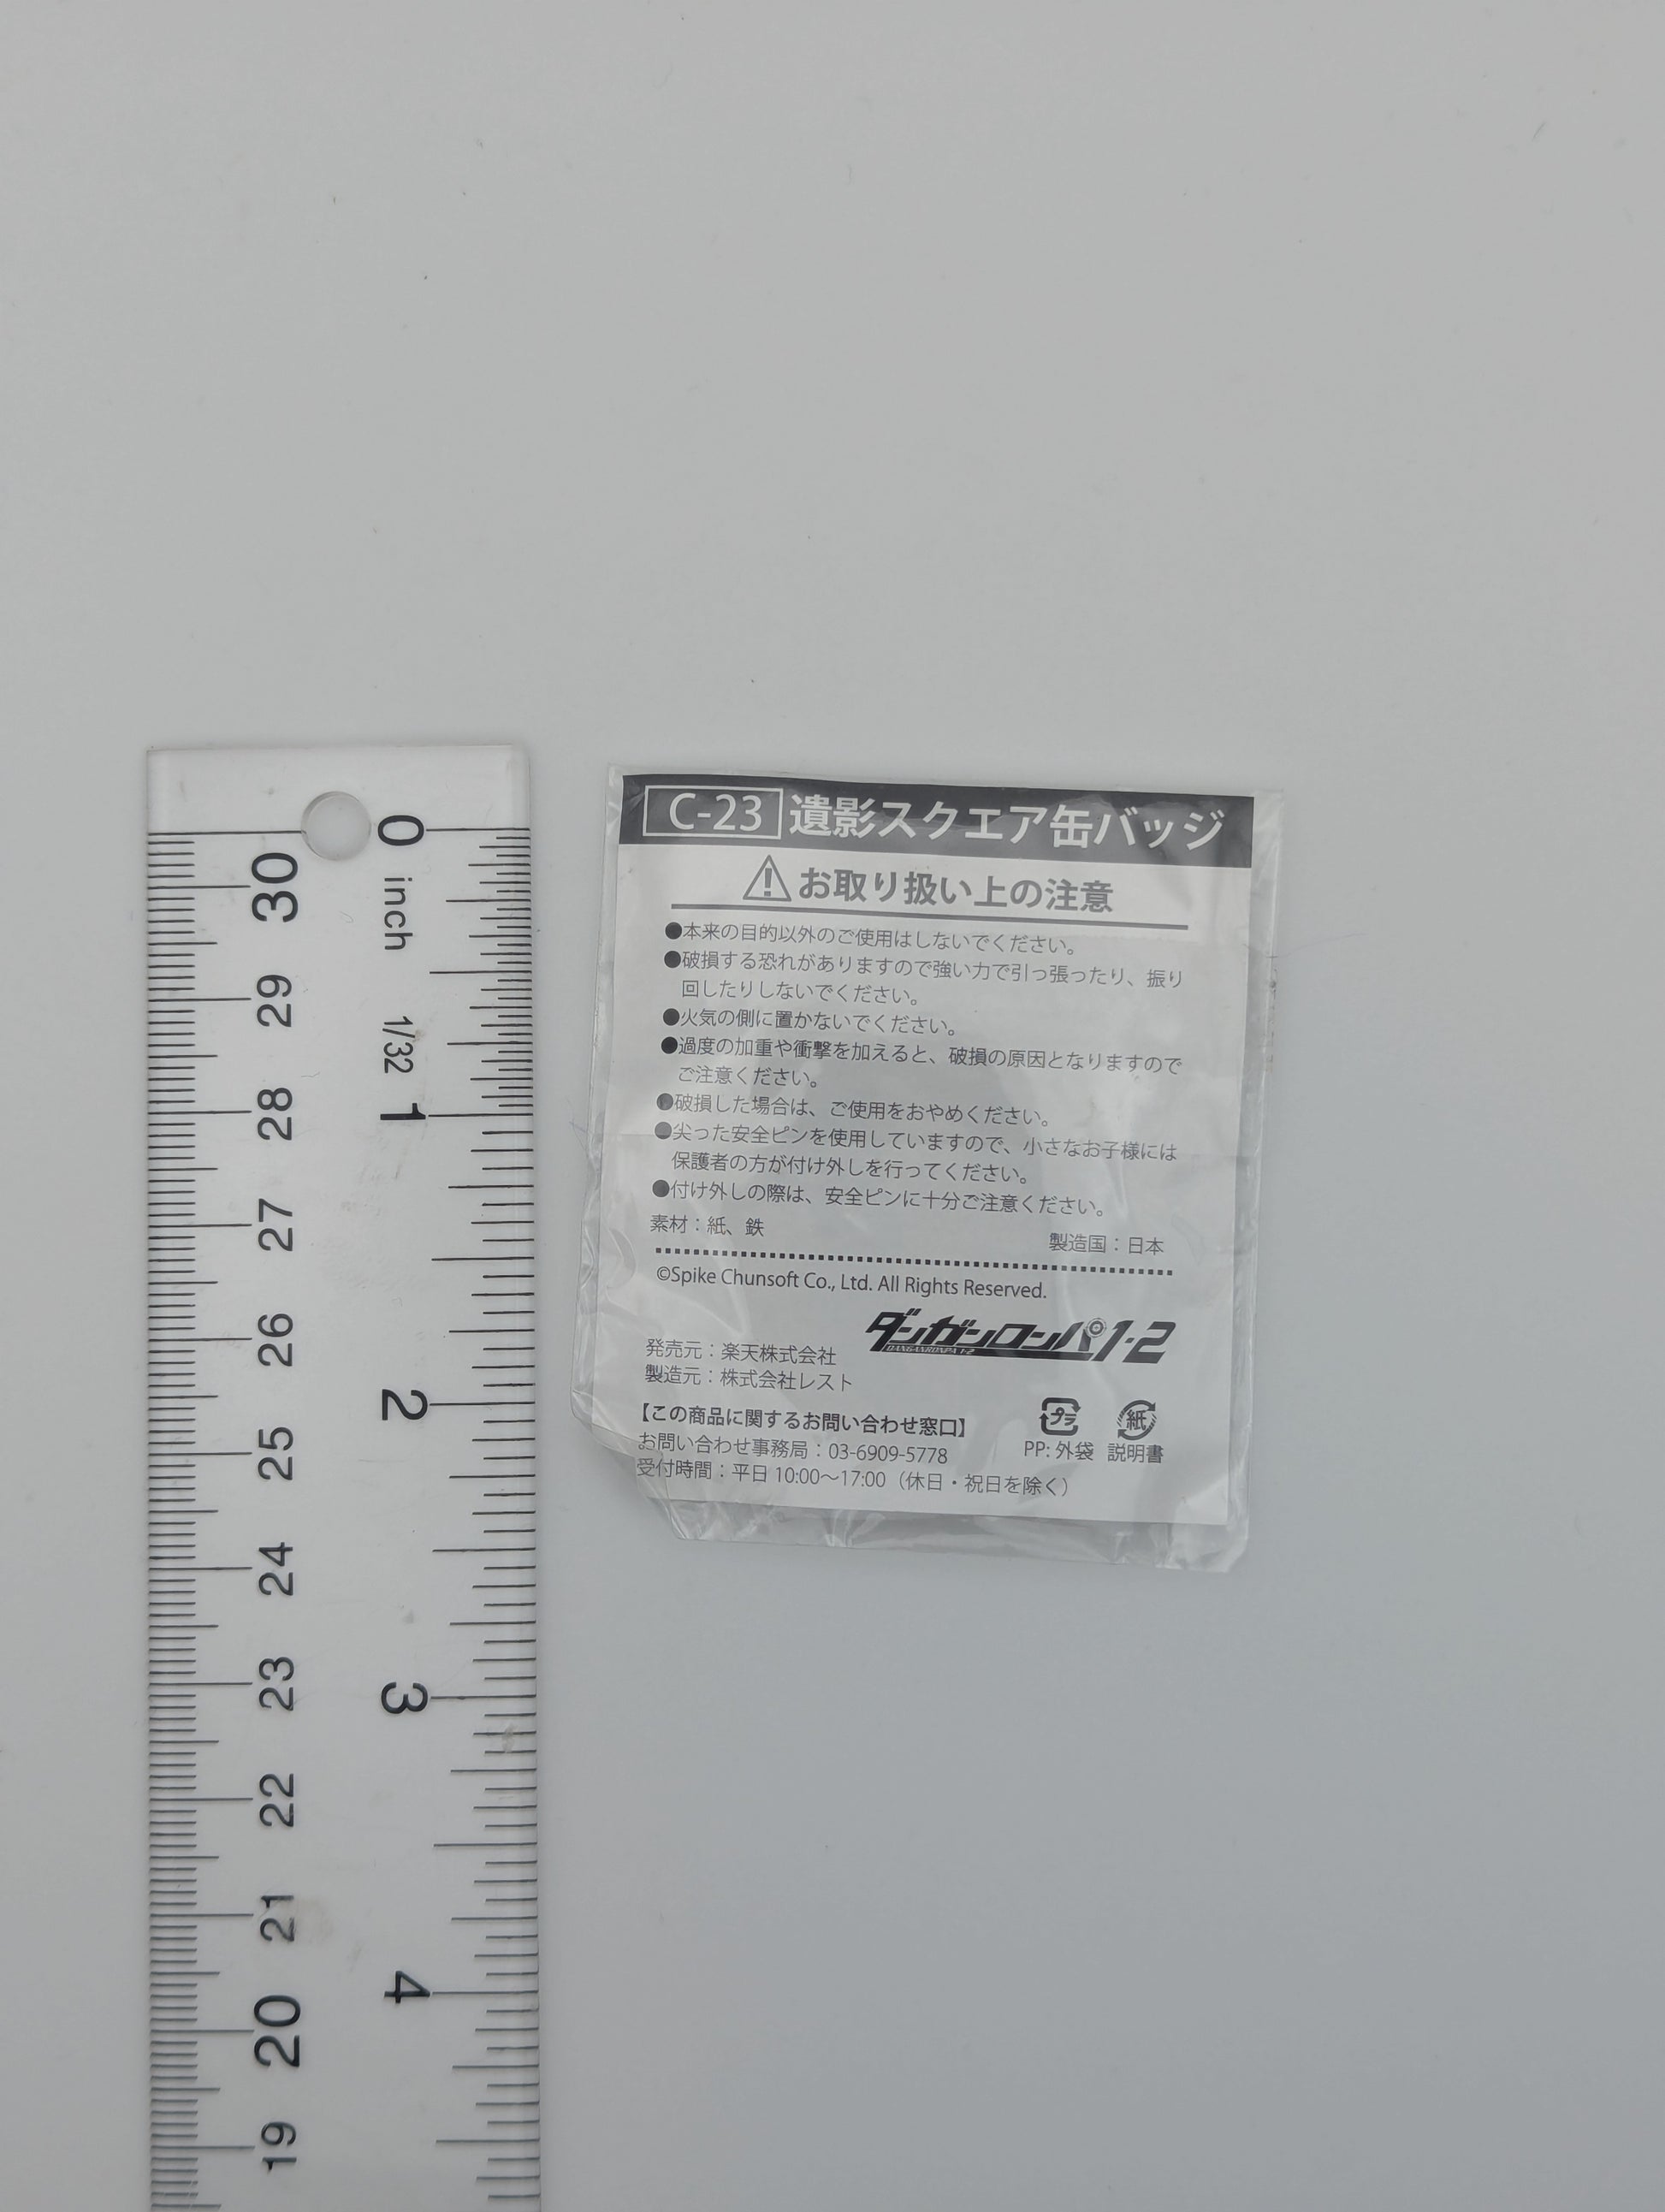 0 inch 1/32
1
2
3
4
30
29
28
27
26
25
24
23
22
21
20
19
C-23 遺影スクエア缶バッジ
お取り扱い上の注意
●本来の目的以外のご使用はしないでください。
●破損する恐れがありますので強い力で引っ張ったり、振り
回したりしないでください。
●火気の側に置かないでください。
●過度の加重や衝撃を加えると、破損の原因となりますので
ご注意ください。
●破損した場合は、ご使用をおやめください。
●尖った安全ピンを使用していますので、小さなお子様には
保護者の方が付け外しを行ってください。
●付け外しの際は、安全ピンに十分ご注意ください。
素材：紙、鉄
製造国：日本
©Spike Chunsoft Co., Ltd. All Rights Reserved.
ダンガンロンパ1・2
DANGANRONPA 1・2
発売元：楽天株式会社
製造元：株式会社レスト
【この商品に関するお問い合わせ窓口】
お問い合わせ事務局：03-6909-5778
受付時間：平日 10:00〜17:00（休日・祝日を除く）
プラ 紙
PP: 外袋 説明書